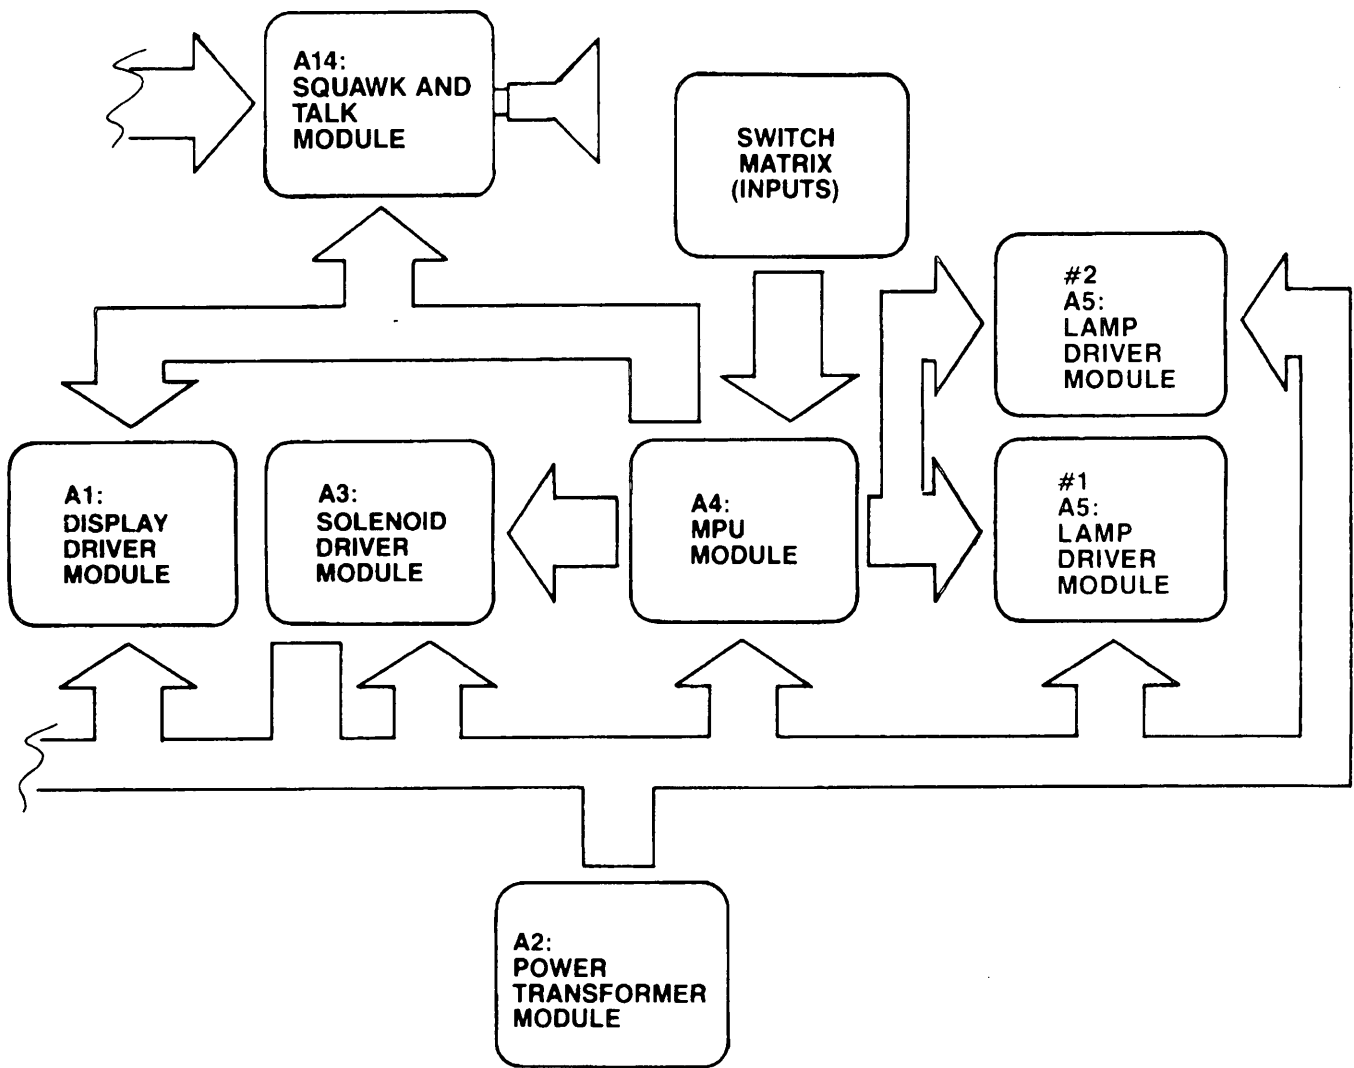 A14:
SQUAWK AND
TALK
MODULE
SWITCH
MATRIX
(INPUTS)
#2
A5:
LAMP
DRIVER
MODULE
A1:
DISPLAY
DRIVER
MODULE
A3:
SOLENOID
DRIVER
MODULE
A4:
MPU
MODULE
#1
A5:
LAMP
DRIVER
MODULE
A2:
POWER
TRANSFORMER
MODULE